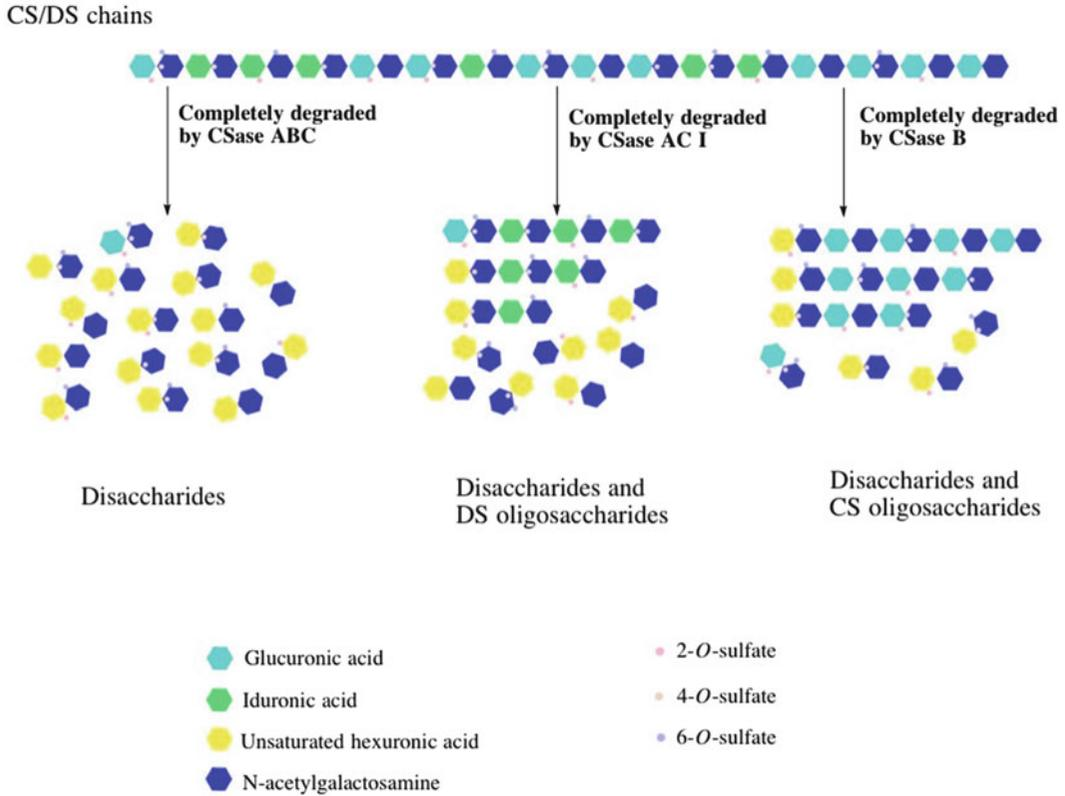 CS/DS chains
Completely degraded
by CSase ABC
Completely degraded
by CSase AC I
Completely degraded
by CSase B
Disaccharides
Disaccharides and
DS oligosaccharides
Disaccharides and
CS oligosaccharides
Glucuronic acid
Iduronic acid
Unsaturated hexuronic acid
N-acetylgalactosamine
2-O-sulfate
4-O-sulfate
6-O-sulfate